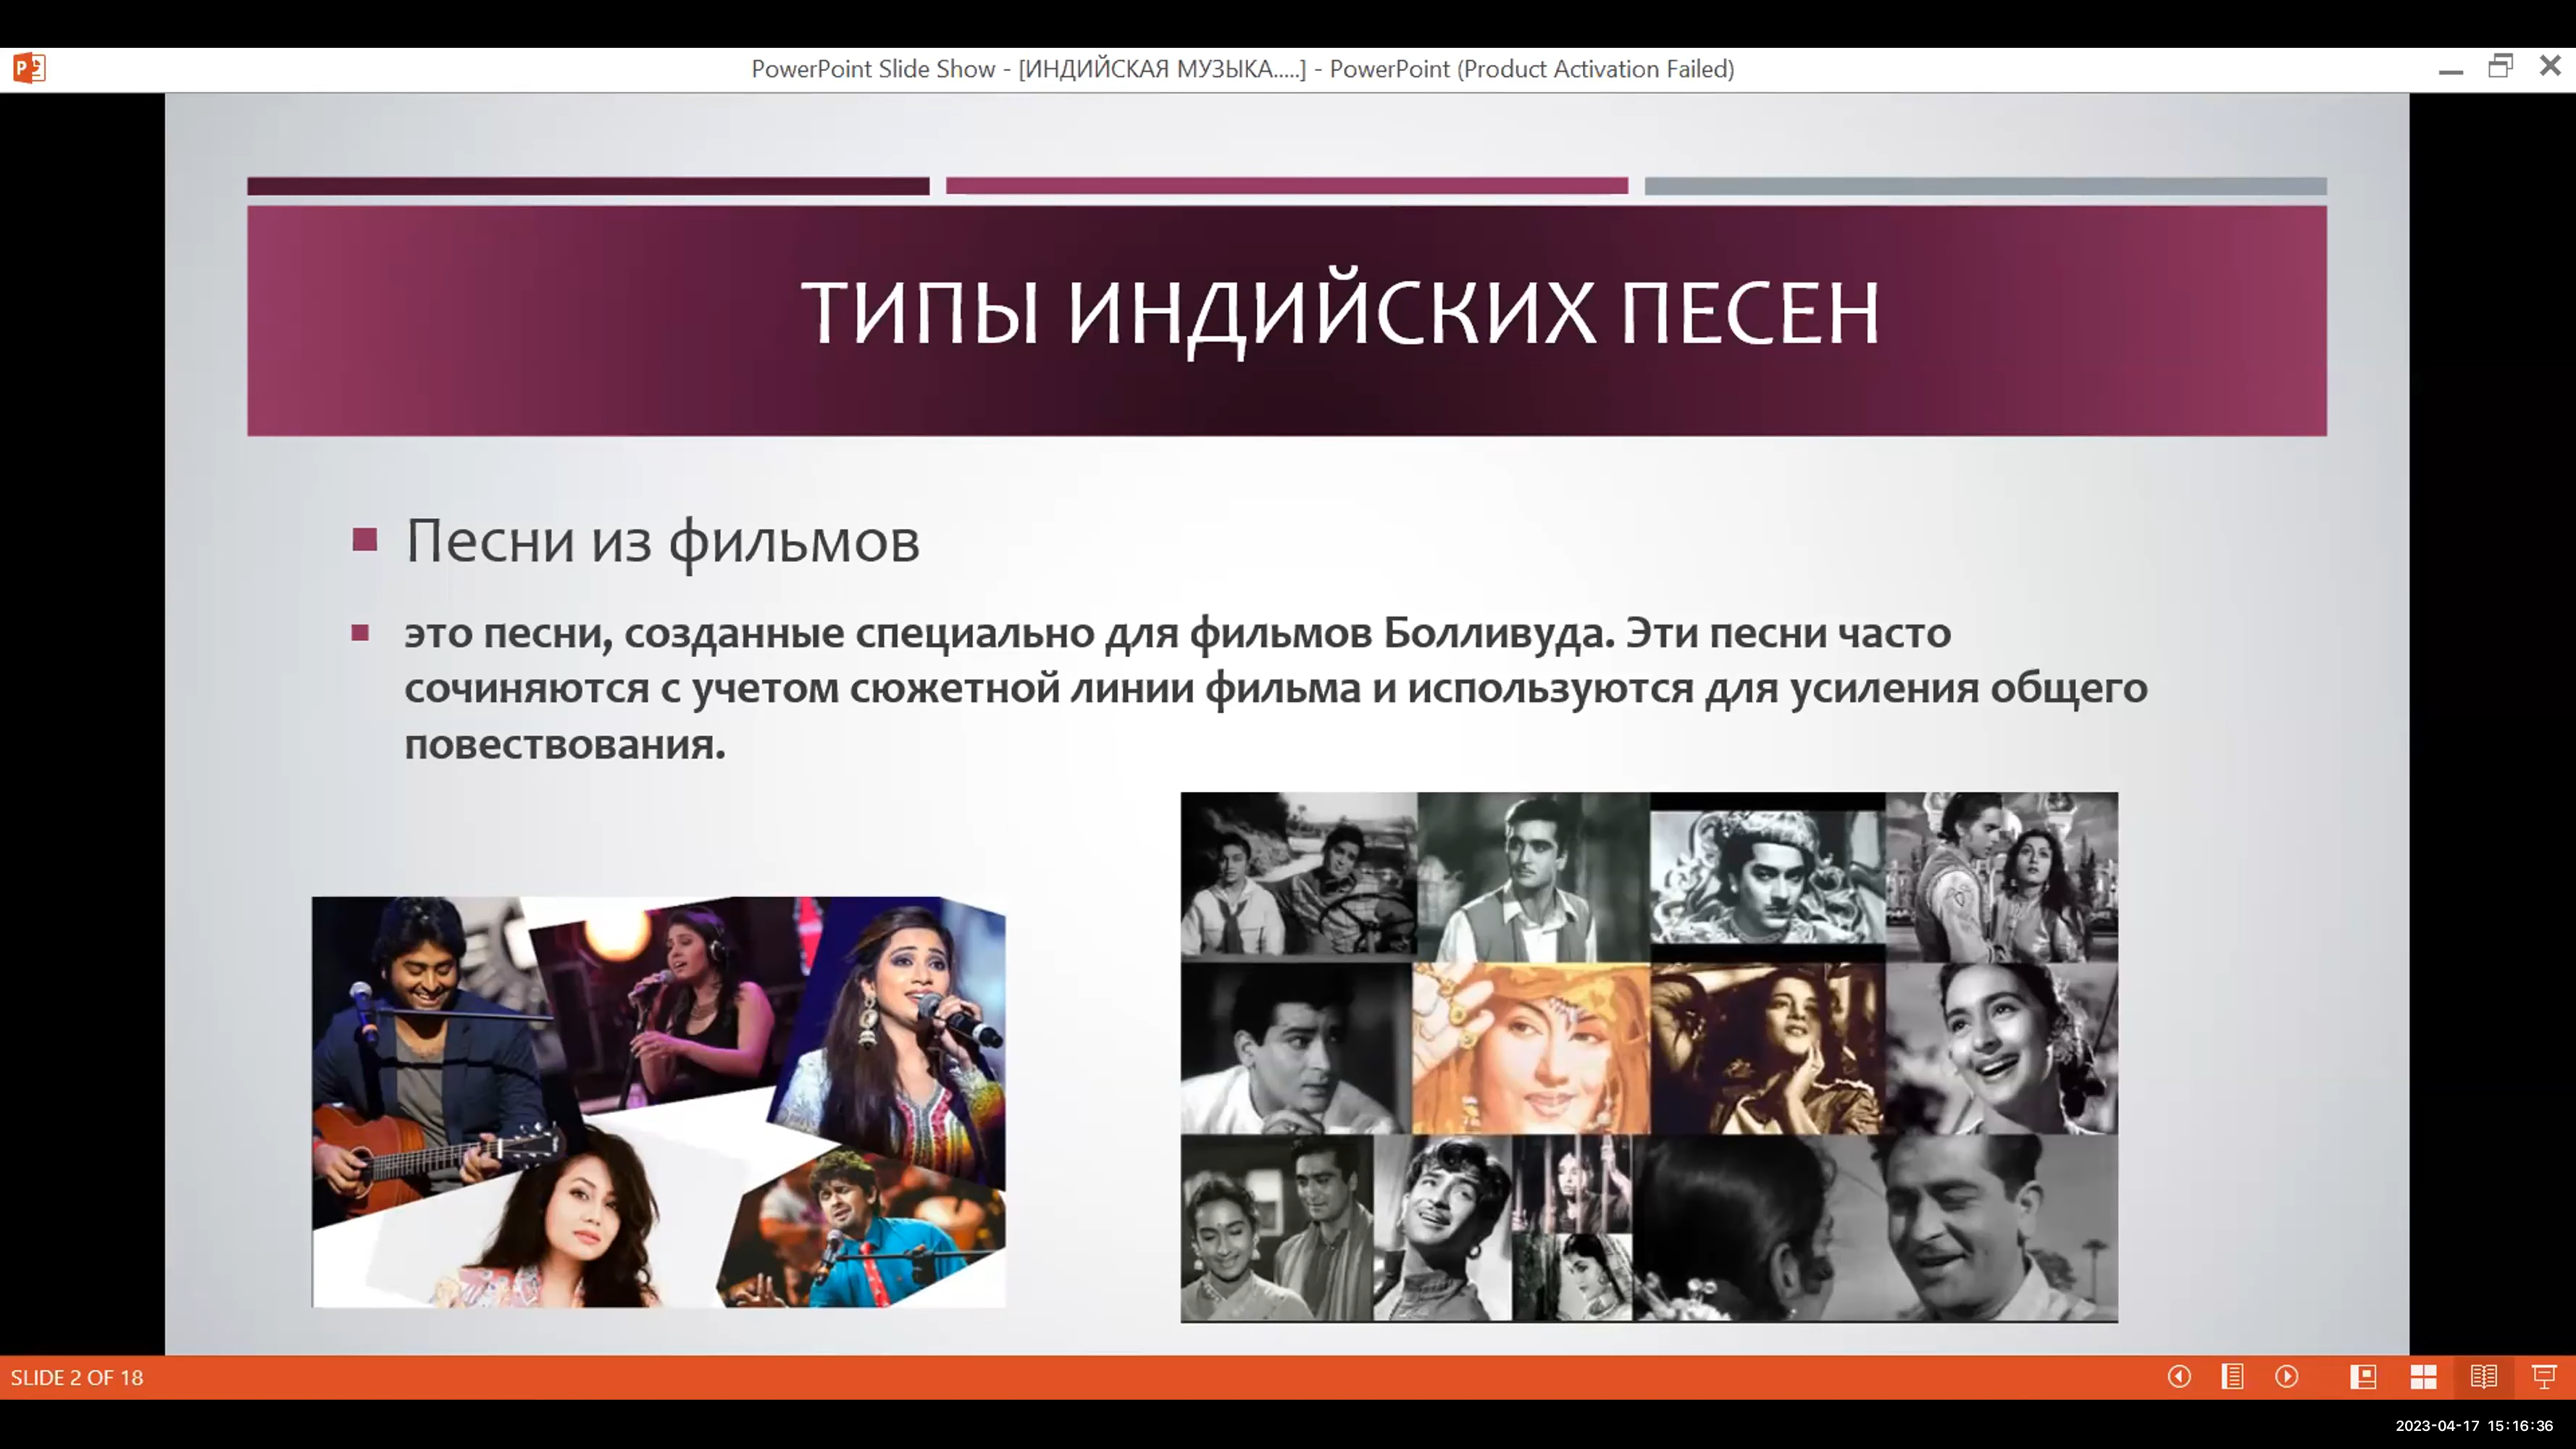 PowerPoint Slide Show - [ИНДИЙСКАЯ МУЗЫКА.....] - PowerPoint (Product Activation Failed)
ТИПЫ ИНДИЙСКИХ ПЕСЕН
Песни из фильмов
это песни, созданные специально для фильмов Болливуда. Эти песни часто
сочиняются с учетом сюжетной линии фильма и используются для усиления общего
повествования.
SLIDE 2 OF 18
2023-04-17 15:16:36